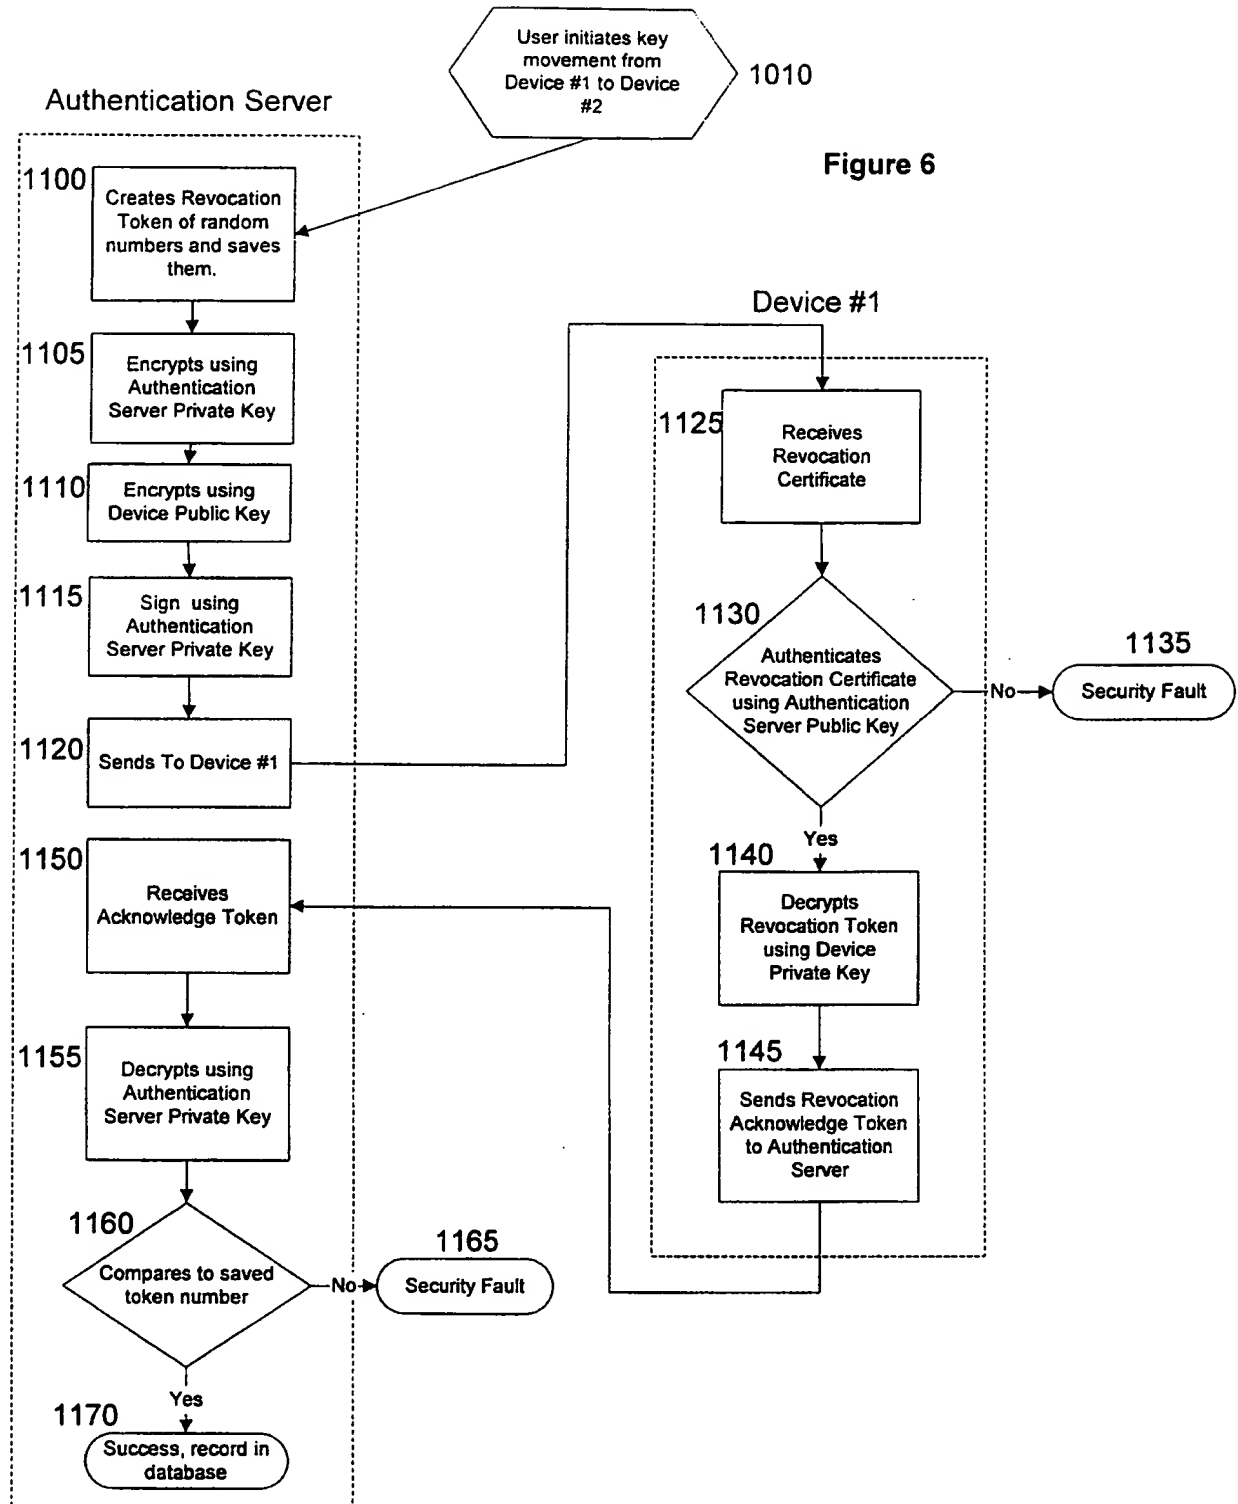 User initiates key
movement from
Device #1 to Device
#2
1010
Authentication Server
Figure 6
1100
Creates Revocation
Token of random
numbers and saves
them.
1105
Encrypts using
Authentication
Server Private Key
1110
Encrypts using
Device Public Key
1115
Sign using
Authentication
Server Private Key
1120
Sends To Device #1
Device #1
1125
Receives
Revocation
Certificate
1130
Authenticates
Revocation Certificate
using Authentication
Server Public Key
No
1135
Security Fault
Yes
1140
Decrypts
Revocation Token
using Device
Private Key
1145
Sends Revocation
Acknowledge Token
to Authentication
Server
1150
Receives
Acknowledge Token
1155
Decrypts using
Authentication
Server Private Key
1160
Compares to saved
token number
No
1165
Security Fault
Yes
1170
Success, record in
database